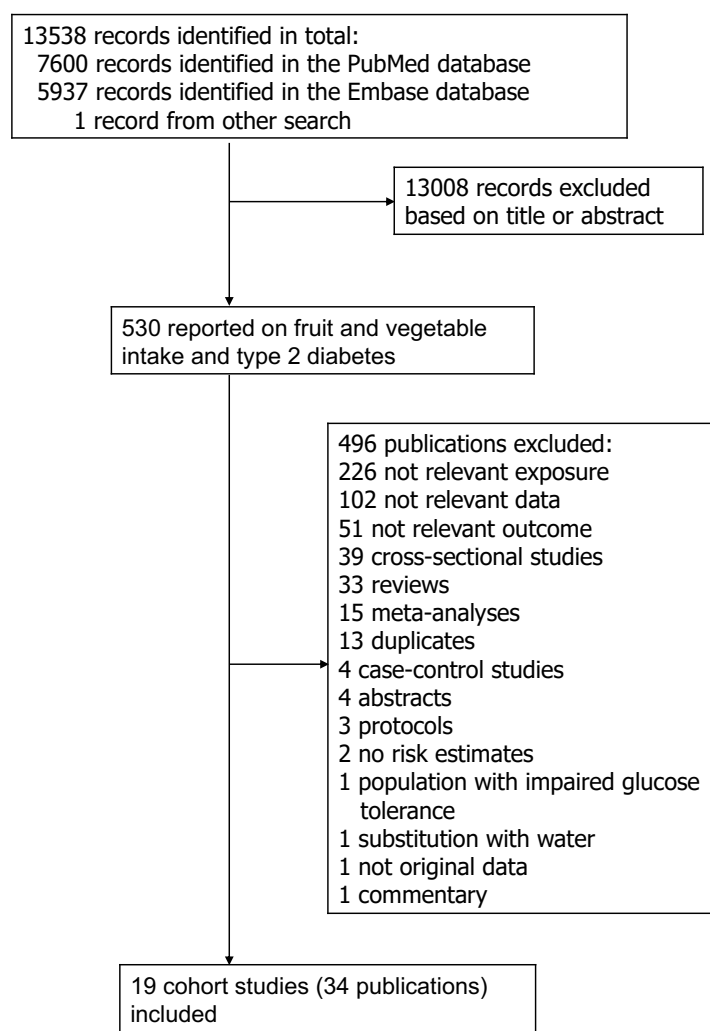 13538 records identified in total:
7600 records identified in the PubMed database
5937 records identified in the Embase database
1 record from other search
13008 records excluded
based on title or abstract
530 reported on fruit and vegetable
intake and type 2 diabetes
496 publications excluded:
226 not relevant exposure
102 not relevant data
51 not relevant outcome
39 cross-sectional studies
33 reviews
15 meta-analyses
13 duplicates
4 case-control studies
4 abstracts
3 protocols
2 no risk estimates
1 population with impaired glucose
tolerance
1 substitution with water
1 not original data
1 commentary
19 cohort studies (34 publications)
included